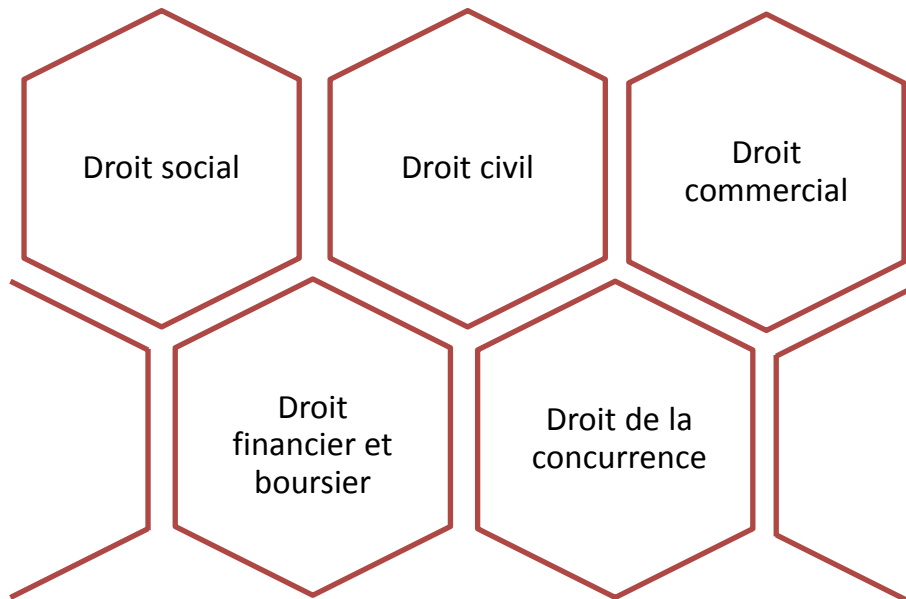 Droit social
Droit civil
Droit
commercial
Droit
financier et
boursier
Droit de la
concurrence